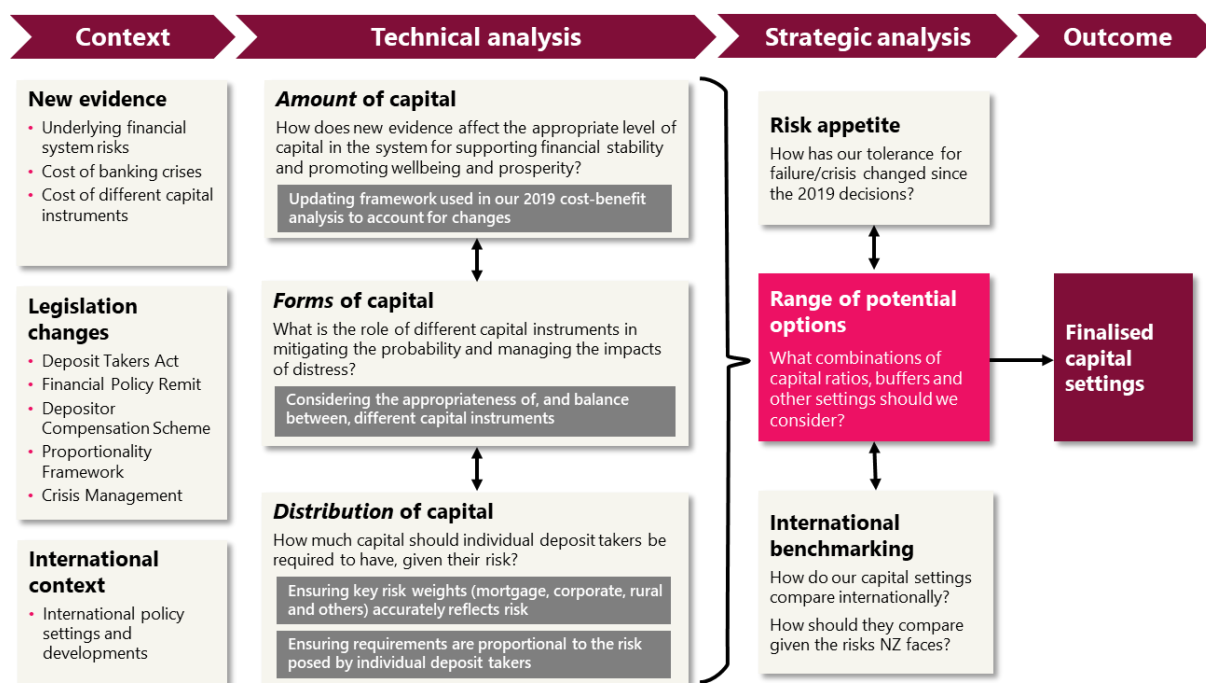 Context
Technical analysis
Strategic analysis
Outcome
New evidence
• Underlying financial
system risks
• Cost of banking crises
• Cost of different capital
instruments
Legislation
changes
• Deposit Takers Act
• Financial Policy Remit
• Depositor
Compensation Scheme
• Proportionality
Framework
• Crisis Management
International
context
• International policy
settings and
developments
Amount of capital
How does new evidence affect the appropriate level of
capital in the system for supporting financial stability
and promoting wellbeing and prosperity?
Updating framework used in our 2019 cost-benefit
analysis to account for changes
Forms of capital
What is the role of different capital instruments in
mitigating the probability and managing the impacts
of distress?
Considering the appropriateness of, and balance
between, different capital instruments
Distribution of capital
How much capital should individual deposit takers be
required to have, given their risk?
Ensuring key risk weights (mortgage, corporate, rural
and others) accurately reflects risk
Ensuring requirements are proportional to the risk
posed by individual deposit takers
Risk appetite
How has our tolerance for
failure/crisis changed since
the 2019 decisions?
Range of potential
options
What combinations of
capital ratios, buffers and
other settings should we
consider?
International
benchmarking
How do our capital settings
compare internationally?
How should they compare
given the risks NZ faces?
Finalised
capital
settings